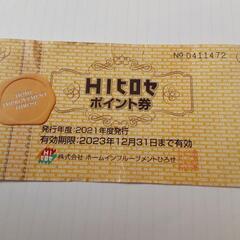 №0411472
HIヒロセ
ポイント券
HOME
IMPROVEMENT
HIROSE
発行年度：2021年度発行
有効期限：2023年12月31日まで有効
株式会社 ホームインプルーブメントひろせ